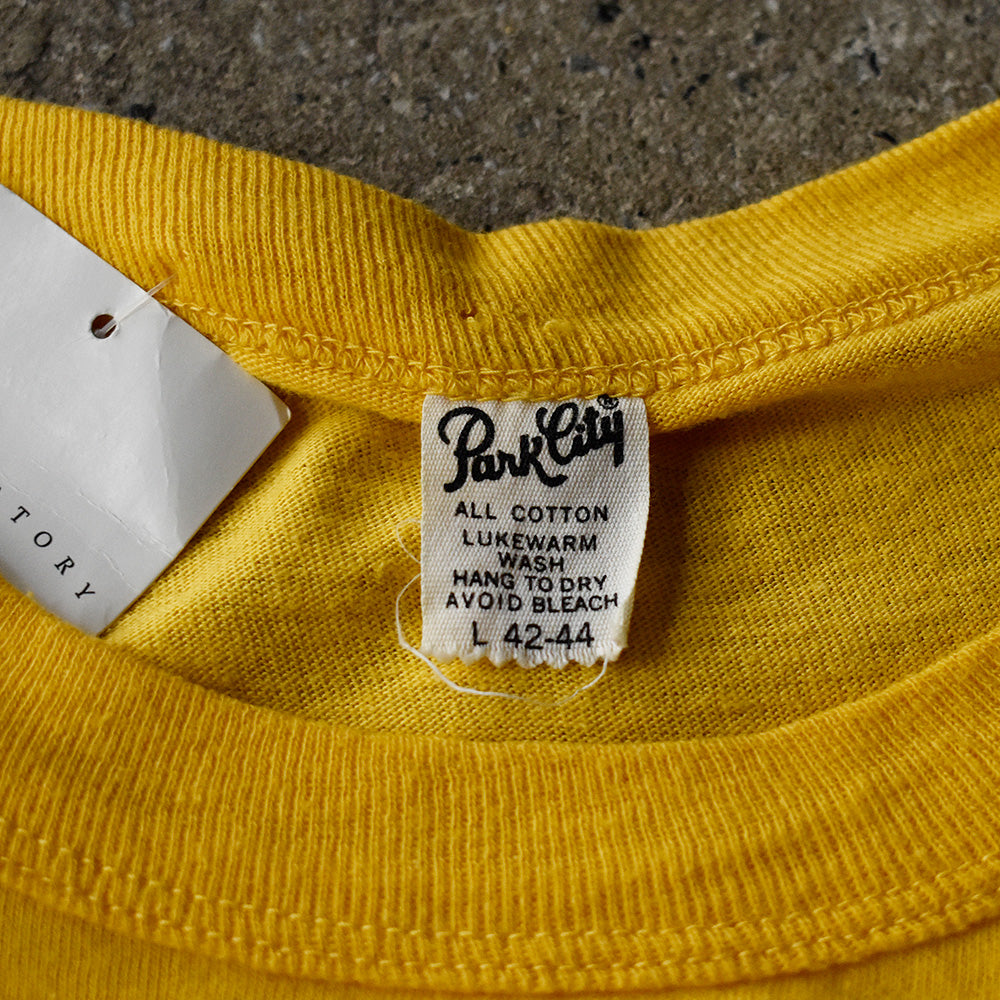 Park City®
ALL COTTON
LUKEWARM
WASH
HANG TO DRY
AVOID BLEACH
L 42-44
TORY